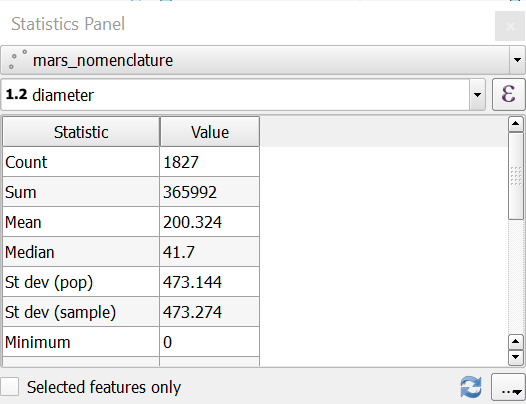 Statistics Panel
mars_nomenclature
1.2 diameter
ε
Statistic Value
Count 1827
Sum 365992
Mean 200.324
Median 41.7
St dev (pop) 473.144
St dev (sample) 473.274
Minimum 0
Selected features only
...